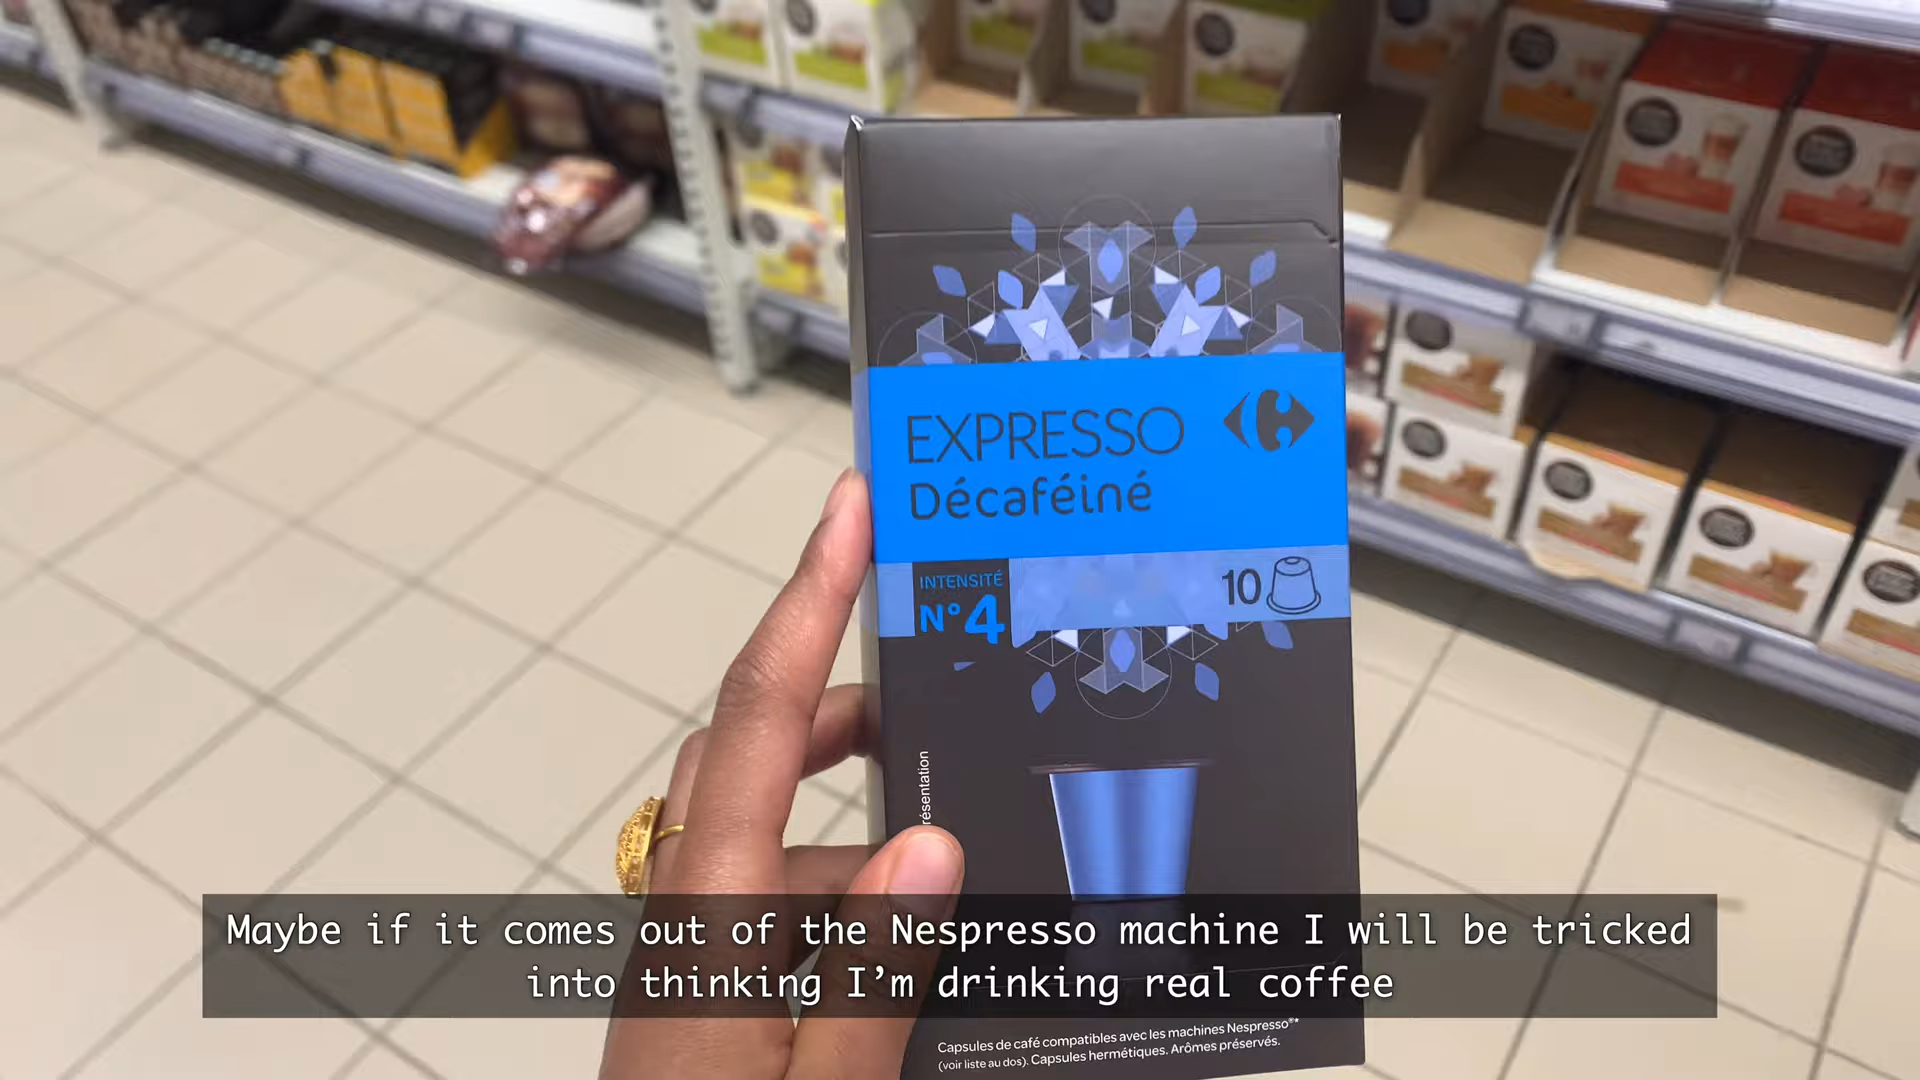 EXPRESSO
Décaféiné
INTENSITÉ
N°4
10
résentation
Maybe if it comes out of the Nespresso machine I will be tricked
into thinking I’m drinking real coffee
Capsules de café compatibles avec les machines Nespresso®*
(voir liste au dos). Capsules hermétiques. Arômes préservés.